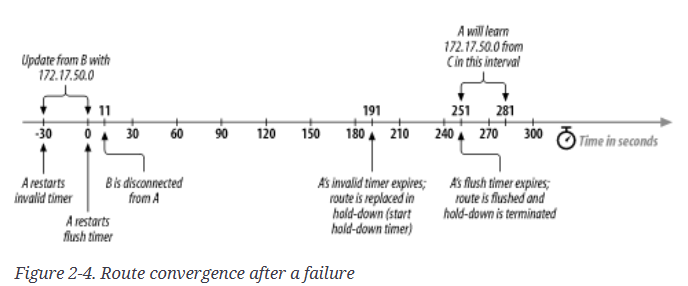 A will learn
172.17.50.0 from
C in this interval
Update from B with
172.17.50.0
11
191
251
281
-30
0
30
60
90
120
150
180
210
240
270
300
Time in seconds
A restarts
invalid timer
B is disconnected
from A
A's invalid timer expires;
route is replaced in
hold-down (start
hold-down timer)
A's flush timer expires;
route is flushed and
hold-down is terminated
A restarts
flush timer
Figure 2-4. Route convergence after a failure